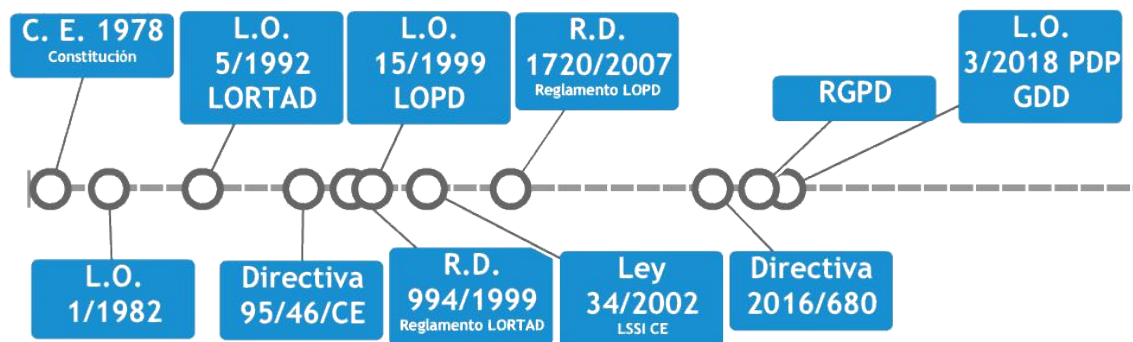 C. E. 1978
Constitución
L.O.
5/1992
LORTAD
L.O.
15/1999
LOPD
R.D.
1720/2007
Reglamento LOPD
RGPD
L.O.
3/2018 PDP
GDD
L.O.
1/1982
Directiva
95/46/CE
R.D.
994/1999
Reglamento LORTAD
Ley
34/2002
LSSI CE
Directiva
2016/680